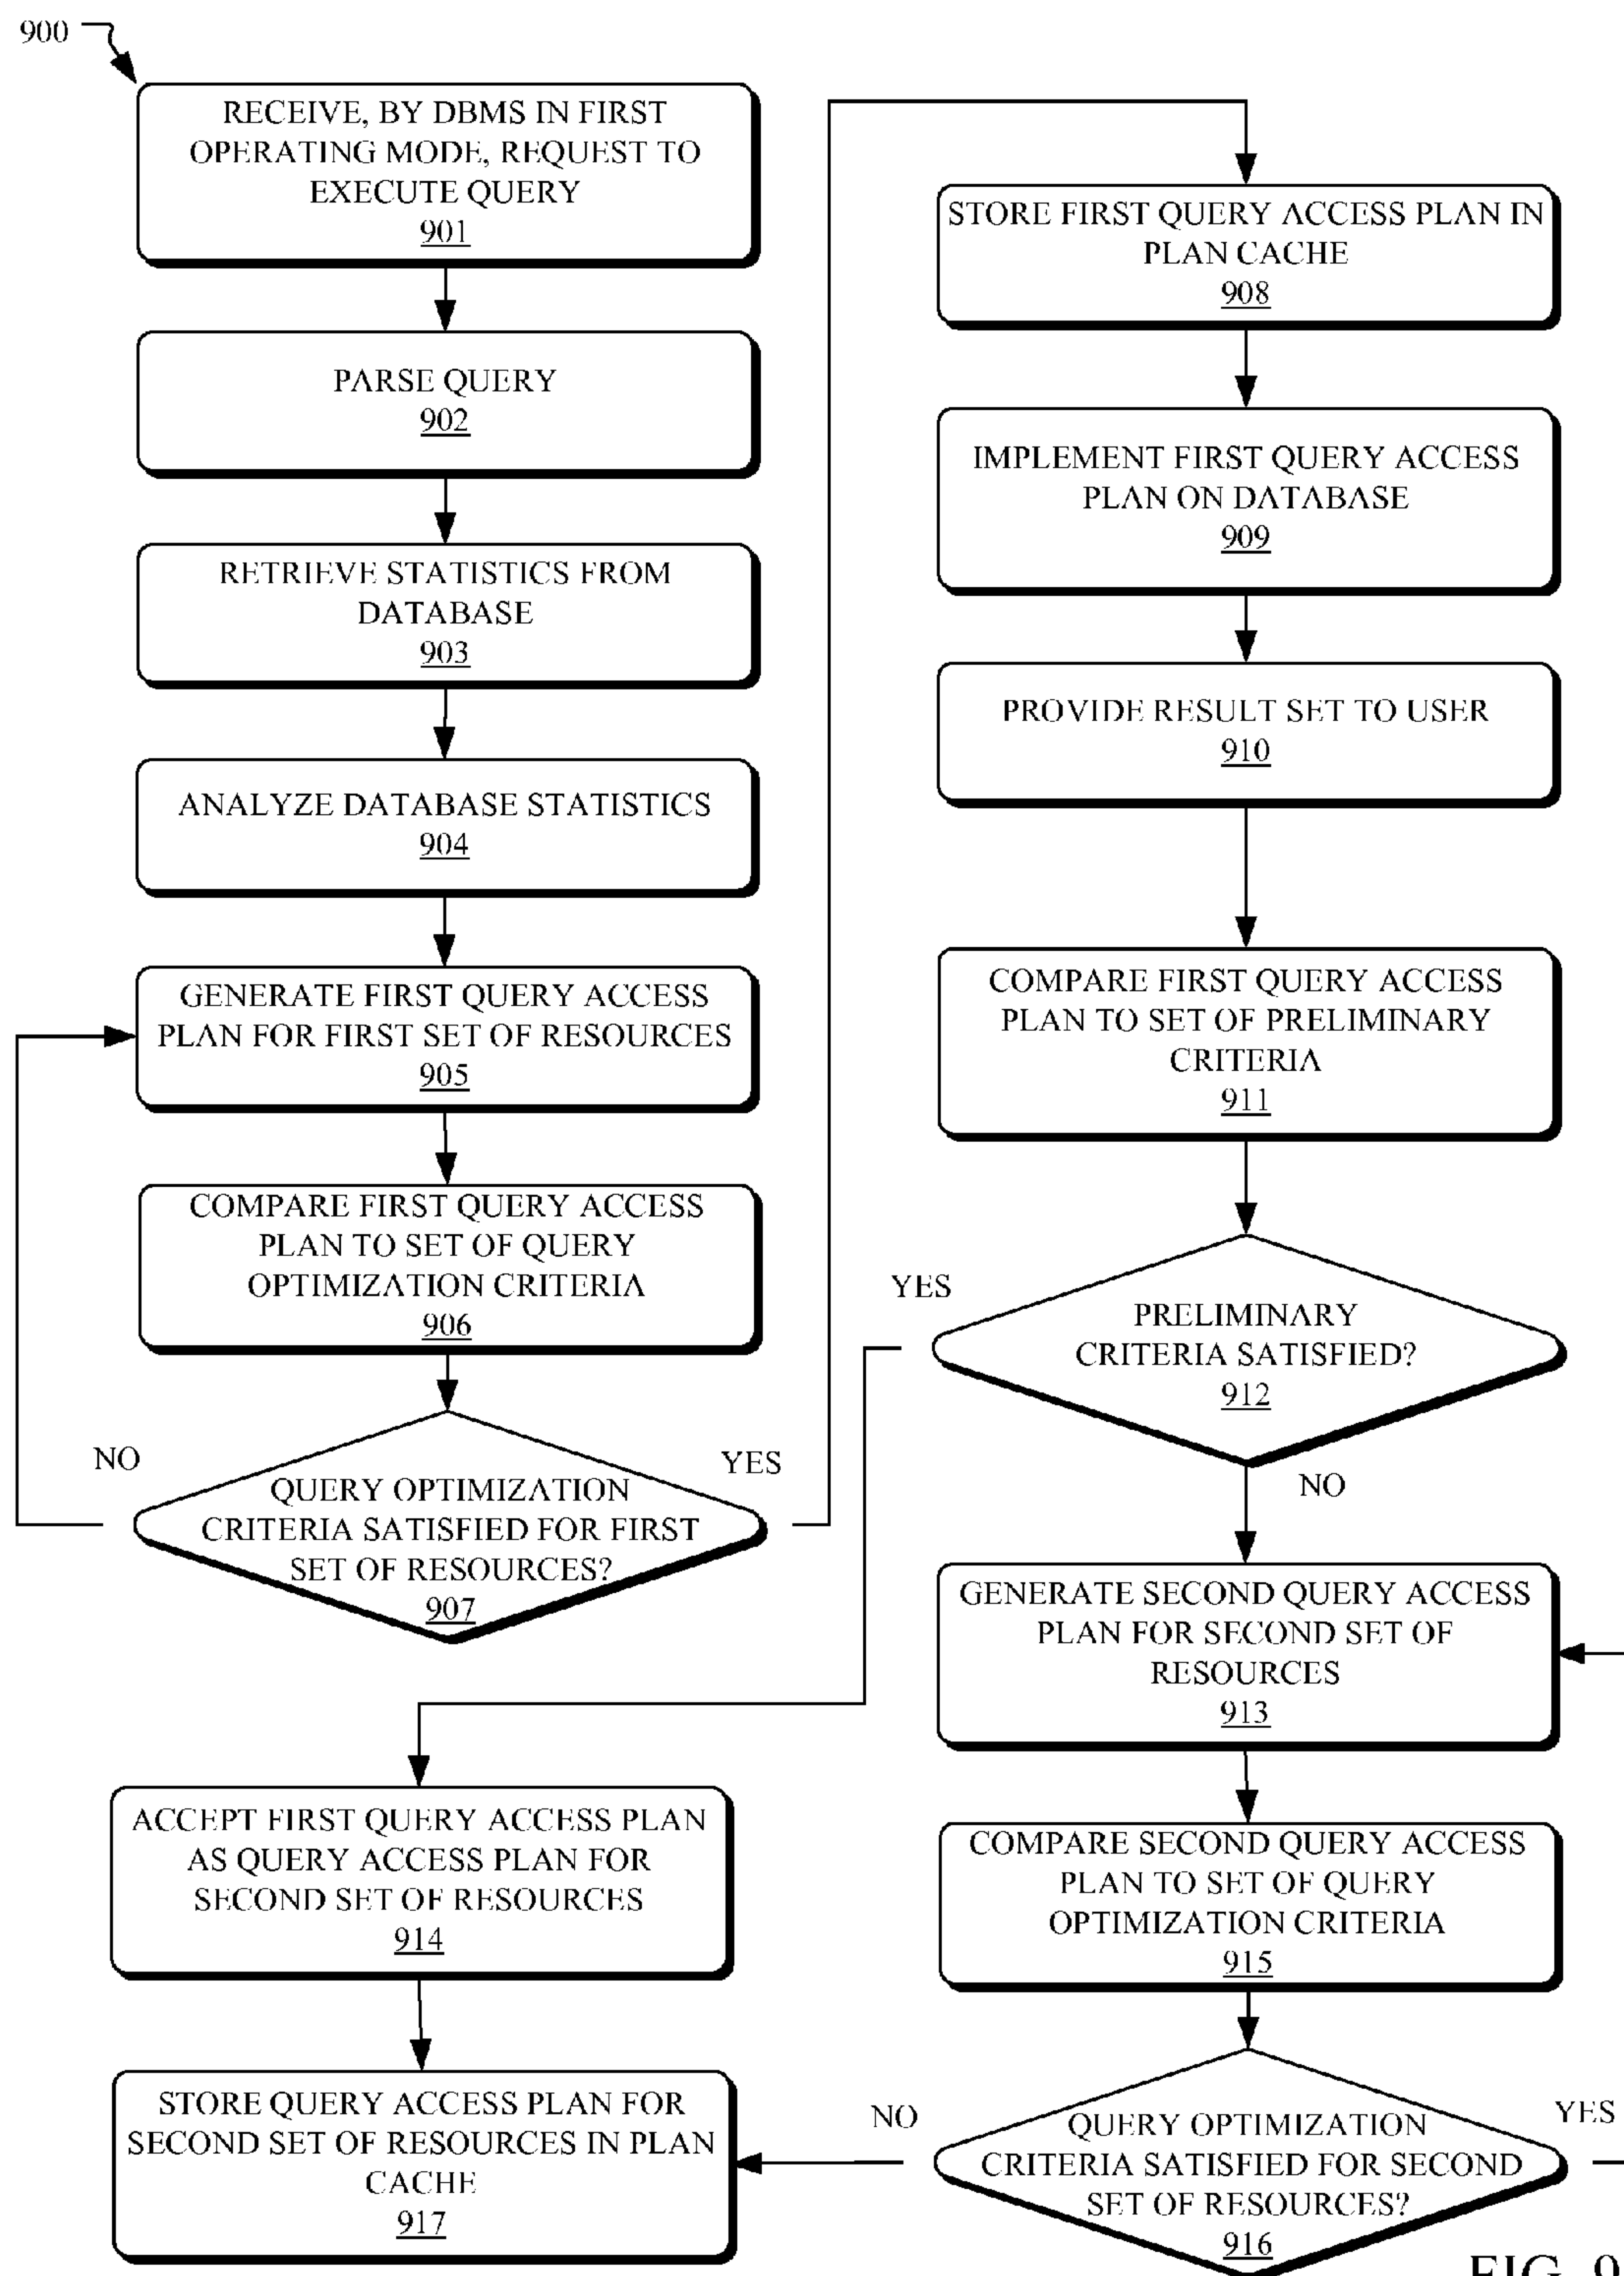 900
RECEIVE, BY DBMS IN FIRST
OPERATING MODE, REQUEST TO
EXECUTE QUERY
901
PARSE QUERY
902
RETRIEVE STATISTICS FROM
DATABASE
903
ANALYZE DATABASE STATISTICS
904
GENERATE FIRST QUERY ACCESS
PLAN FOR FIRST SET OF RESOURCES
905
COMPARE FIRST QUERY ACCESS
PLAN TO SET OF QUERY
OPTIMIZATION CRITERIA
906
NO
YES
QUERY OPTIMIZATION
CRITERIA SATISFIED FOR FIRST
SET OF RESOURCES?
907
STORE FIRST QUERY ACCESS PLAN IN
PLAN CACHE
908
IMPLEMENT FIRST QUERY ACCESS
PLAN ON DATABASE
909
PROVIDE RESULT SET TO USER
910
COMPARE FIRST QUERY ACCESS
PLAN TO SET OF PRELIMINARY
CRITERIA
911
YES
PRELIMINARY
CRITERIA SATISFIED?
912
NO
GENERATE SECOND QUERY ACCESS
PLAN FOR SECOND SET OF
RESOURCES
913
ACCEPT FIRST QUERY ACCESS PLAN
AS QUERY ACCESS PLAN FOR
SECOND SET OF RESOURCES
914
COMPARE SECOND QUERY ACCESS
PLAN TO SET OF QUERY
OPTIMIZATION CRITERIA
915
STORE QUERY ACCESS PLAN FOR
SECOND SET OF RESOURCES IN PLAN
CACHE
917
NO
YES
QUERY OPTIMIZATION
CRITERIA SATISFIED FOR SECOND
SET OF RESOURCES?
916
FIG. 9